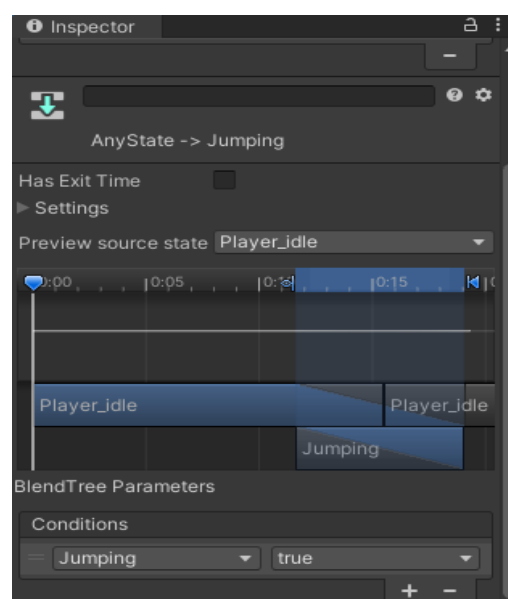 Inspector
AnyState -> Jumping
Has Exit Time
Settings
Preview source state Player_idle
0:00 0:05 0:15
Player_idle Player_idle
Jumping
BlendTree Parameters
Conditions
Jumping true
+ -